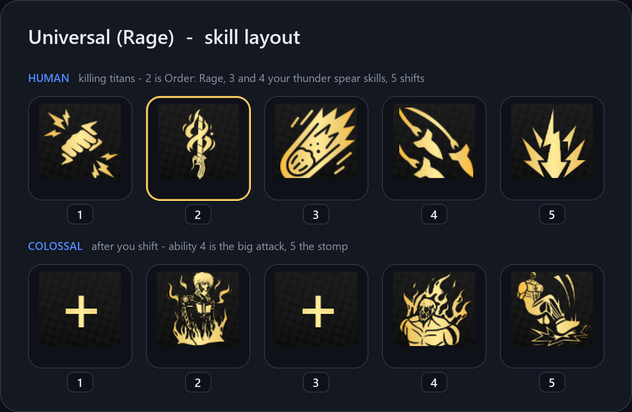 Universal (Rage) - skill layout
HUMAN killing titans - 2 is Order: Rage, 3 and 4 your thunder spear skills, 5 shifts
1 2 3 4 5
COLOSSAL after you shift - ability 4 is the big attack, 5 the stomp
1 2 3 4 5